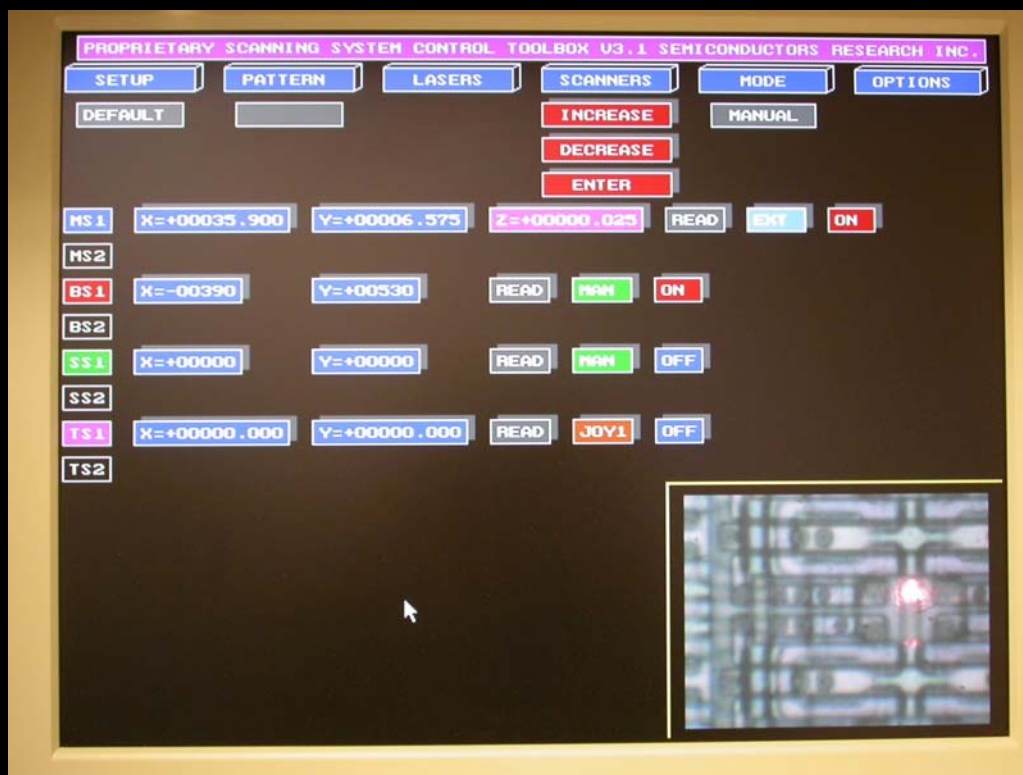 PROPRIETARY SCANNING SYSTEM CONTROL TOOLBOX V3.1 SEMICONDUCTORS RESEARCH INC.
SETUP PATTERN LASERS SCANNERS MODE OPTIONS
DEFAULT INCREASE MANUAL
DECREASE
ENTER
MS1 X=+00035.900 Y=+00006.575 Z=+00000.025 READ EXT ON
MS2
BS1 X=-00390 Y=+00530 READ MAN ON
BS2
SS1 X=+00000 Y=+00000 READ MAN OFF
SS2
TS1 X=+00000.000 Y=+00000.000 READ JOY1 OFF
TS2